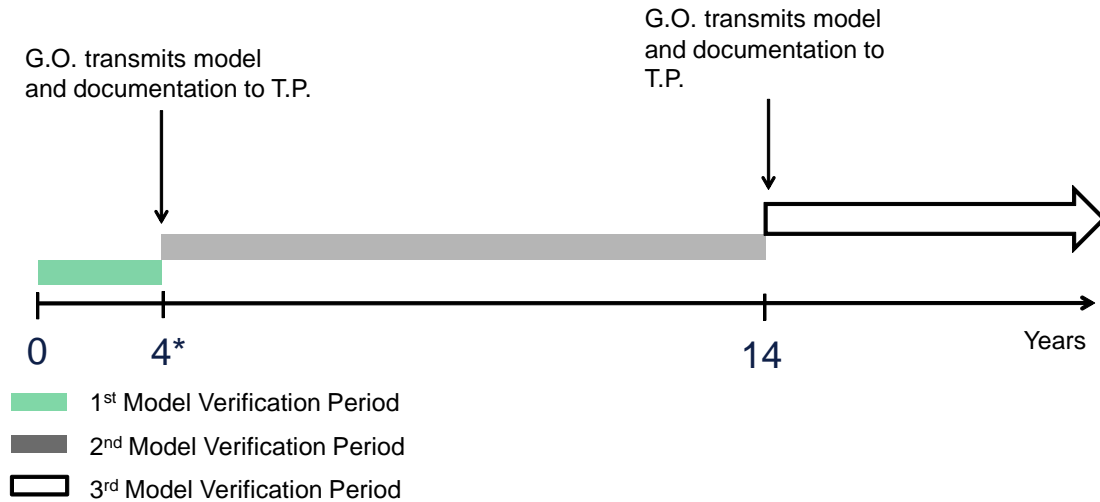 G.O. transmits model
and documentation to T.P.
G.O. transmits model
and documentation to
T.P.
0
4*
14
Years
1st Model Verification Period
2nd Model Verification Period
3rd Model Verification Period